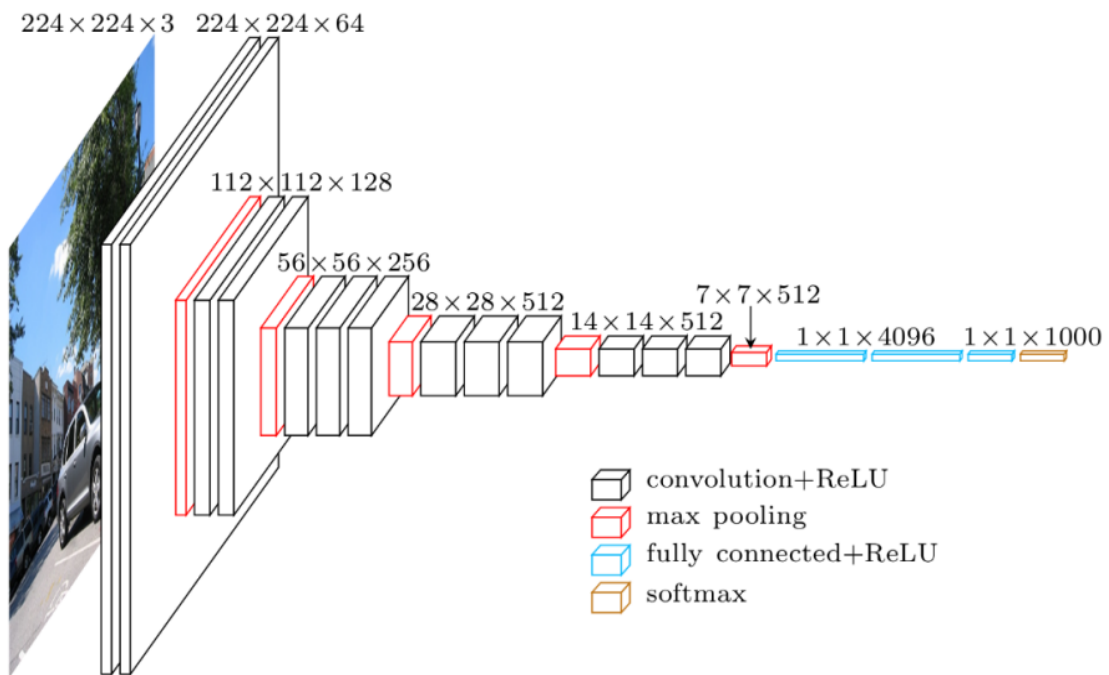 224×224×3
224×224×64
112×112×128
56×56×256
28×28×512
14×14×512
7×7×512
1×1×4096
1×1×1000
convolution+ReLU
max pooling
fully connected+ReLU
softmax